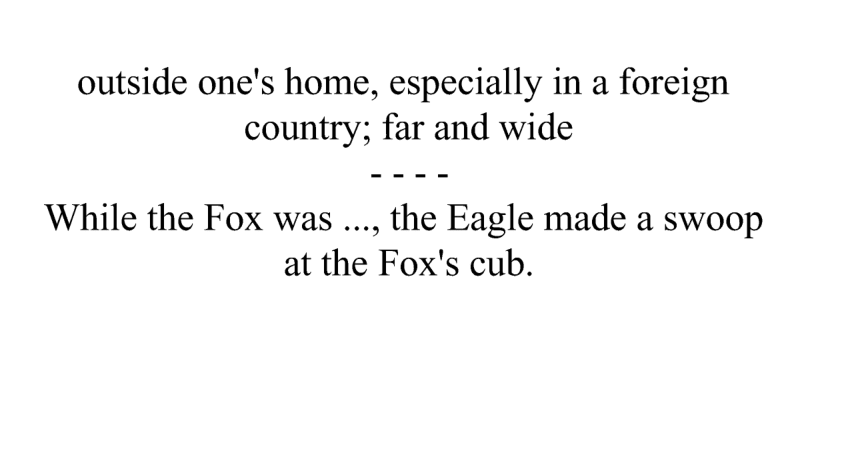 outside one's home, especially in a foreign
country; far and wide
- - - -
While the Fox was ..., the Eagle made a swoop
at the Fox's cub.